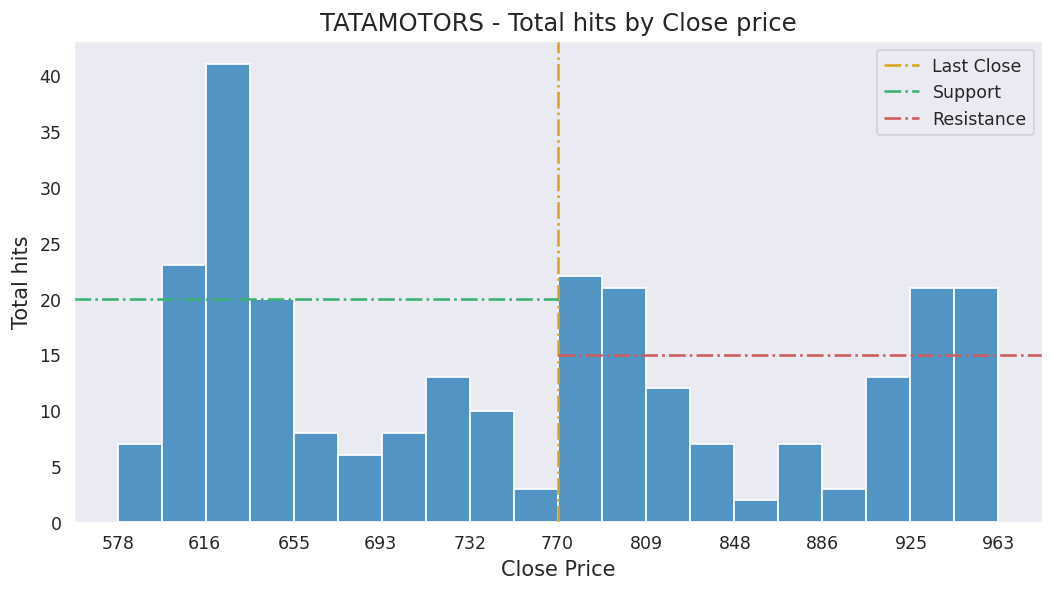 TATAMOTORS - Total hits by Close price
Last Close
Support
Resistance
Total hits
40
35
30
25
20
15
10
5
0
578 616 655 693 732 770 809 848 886 925 963
Close Price